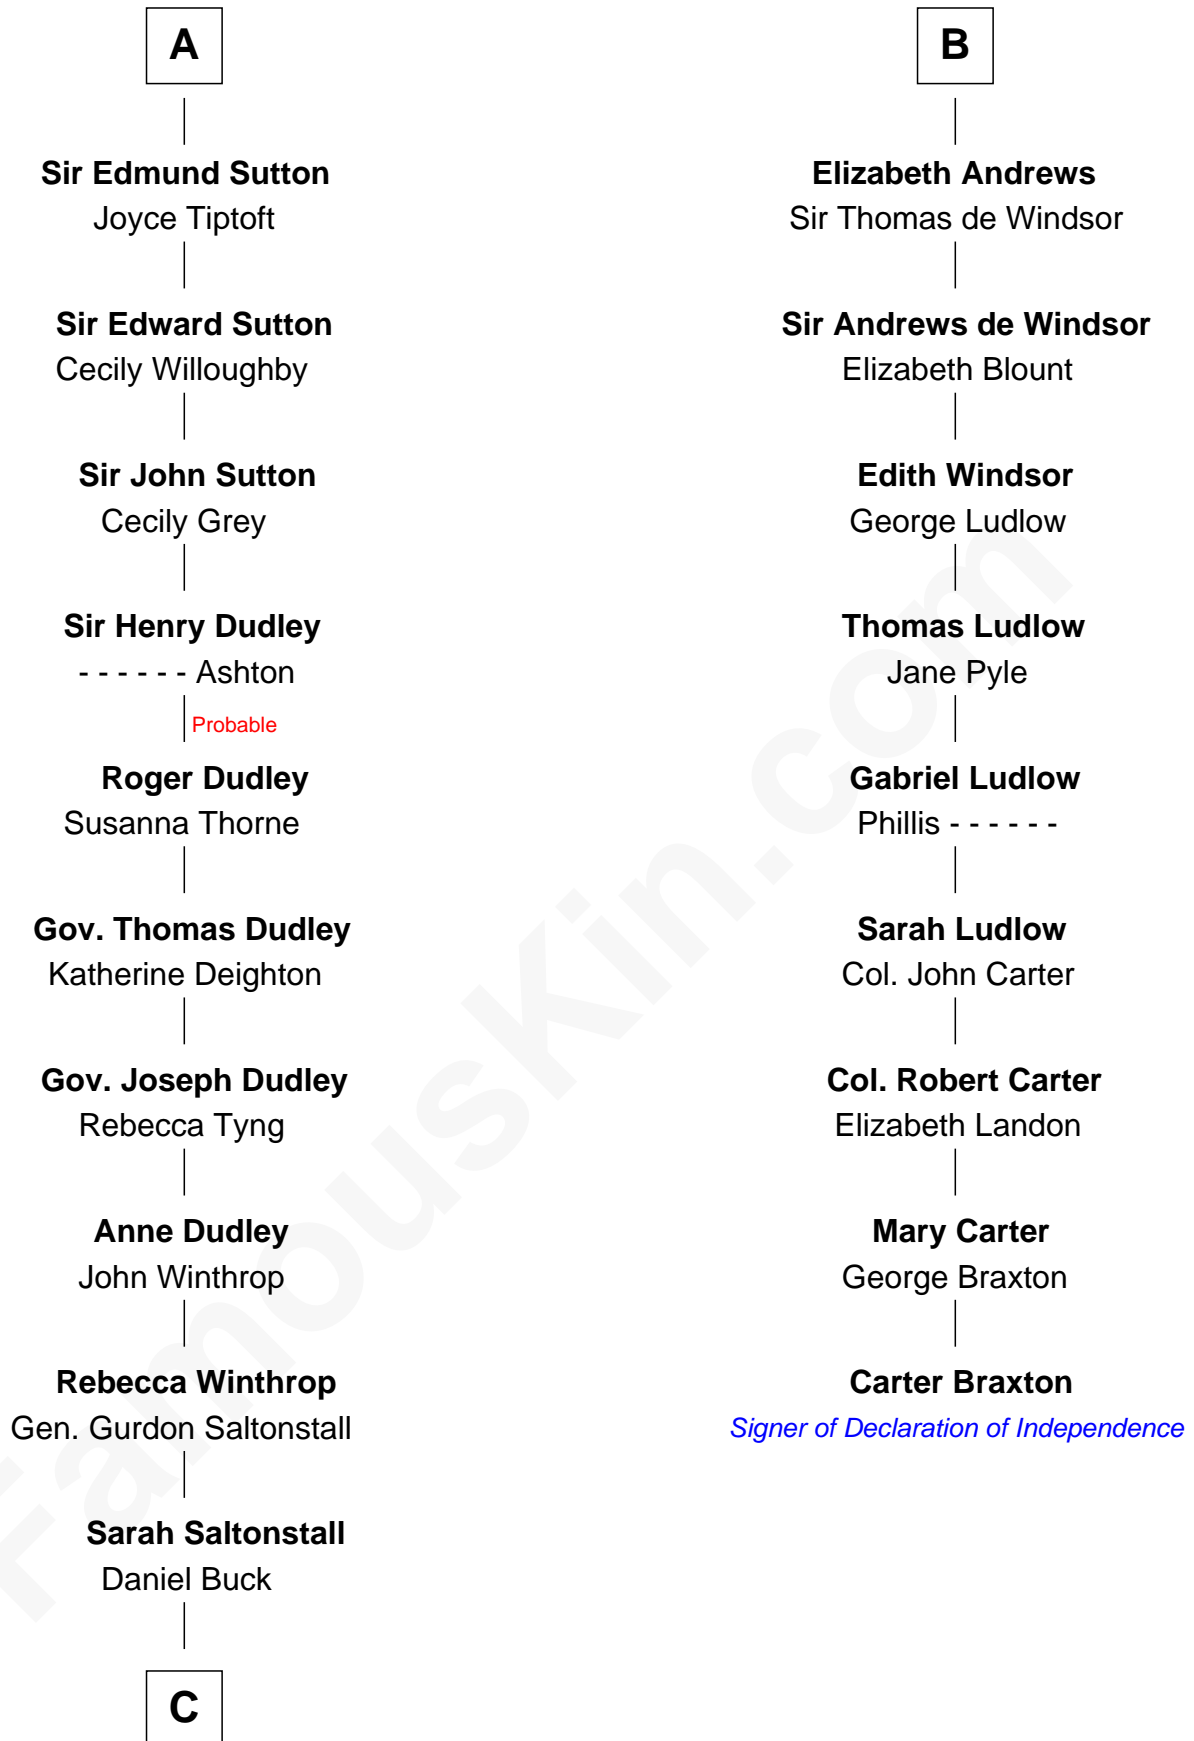 A
Sir Edmund Sutton
Joyce Tiptoft
Sir Edward Sutton
Cecily Willoughby
Sir John Sutton
Cecily Grey
Sir Henry Dudley
- - - - - - Ashton
Probable
Roger Dudley
Susanna Thorne
Gov. Thomas Dudley
Katherine Deighton
Gov. Joseph Dudley
Rebecca Tyng
Anne Dudley
John Winthrop
Rebecca Winthrop
Gen. Gurdon Saltonstall
Sarah Saltonstall
Daniel Buck
C
B
Elizabeth Andrews
Sir Thomas de Windsor
Sir Andrews de Windsor
Elizabeth Blount
Edith Windsor
George Ludlow
Thomas Ludlow
Jane Pyle
Gabriel Ludlow
Phillis - - - - - -
Sarah Ludlow
Col. John Carter
Col. Robert Carter
Elizabeth Landon
Mary Carter
George Braxton
Carter Braxton
Signer of Declaration of Independence
FamousKin.com